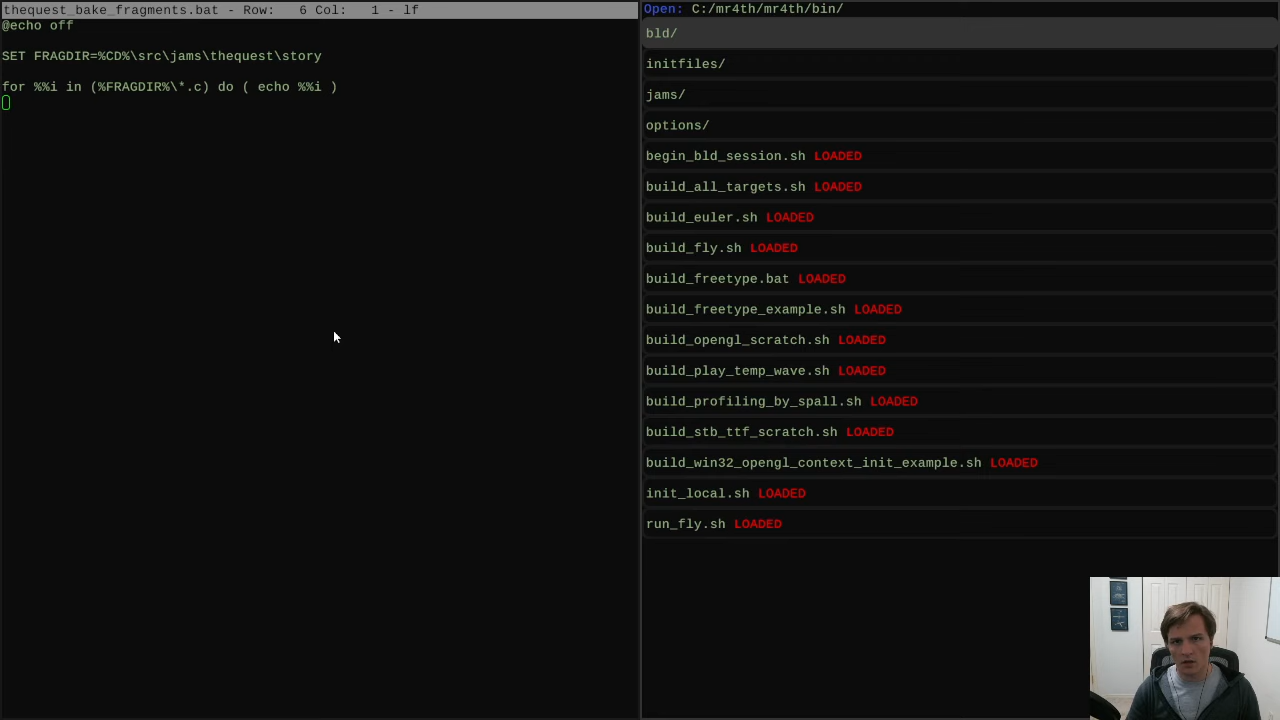 thequest_bake_fragments.bat - Row:   6 Col:   1 - lf
@echo off
SET FRAGDIR=%CD%\src\jams\thequest\story
for %%i in (%FRAGDIR%\*.c) do ( echo %%i )
Open: C:/mr4th/mr4th/bin/
bld/
initfiles/
jams/
options/
begin_bld_session.sh LOADED
build_all_targets.sh LOADED
build_euler.sh LOADED
build_fly.sh LOADED
build_freetype.bat LOADED
build_freetype_example.sh LOADED
build_opengl_scratch.sh LOADED
build_play_temp_wave.sh LOADED
build_profiling_by_spall.sh LOADED
build_stb_ttf_scratch.sh LOADED
build_win32_opengl_context_init_example.sh LOADED
init_local.sh LOADED
run_fly.sh LOADED